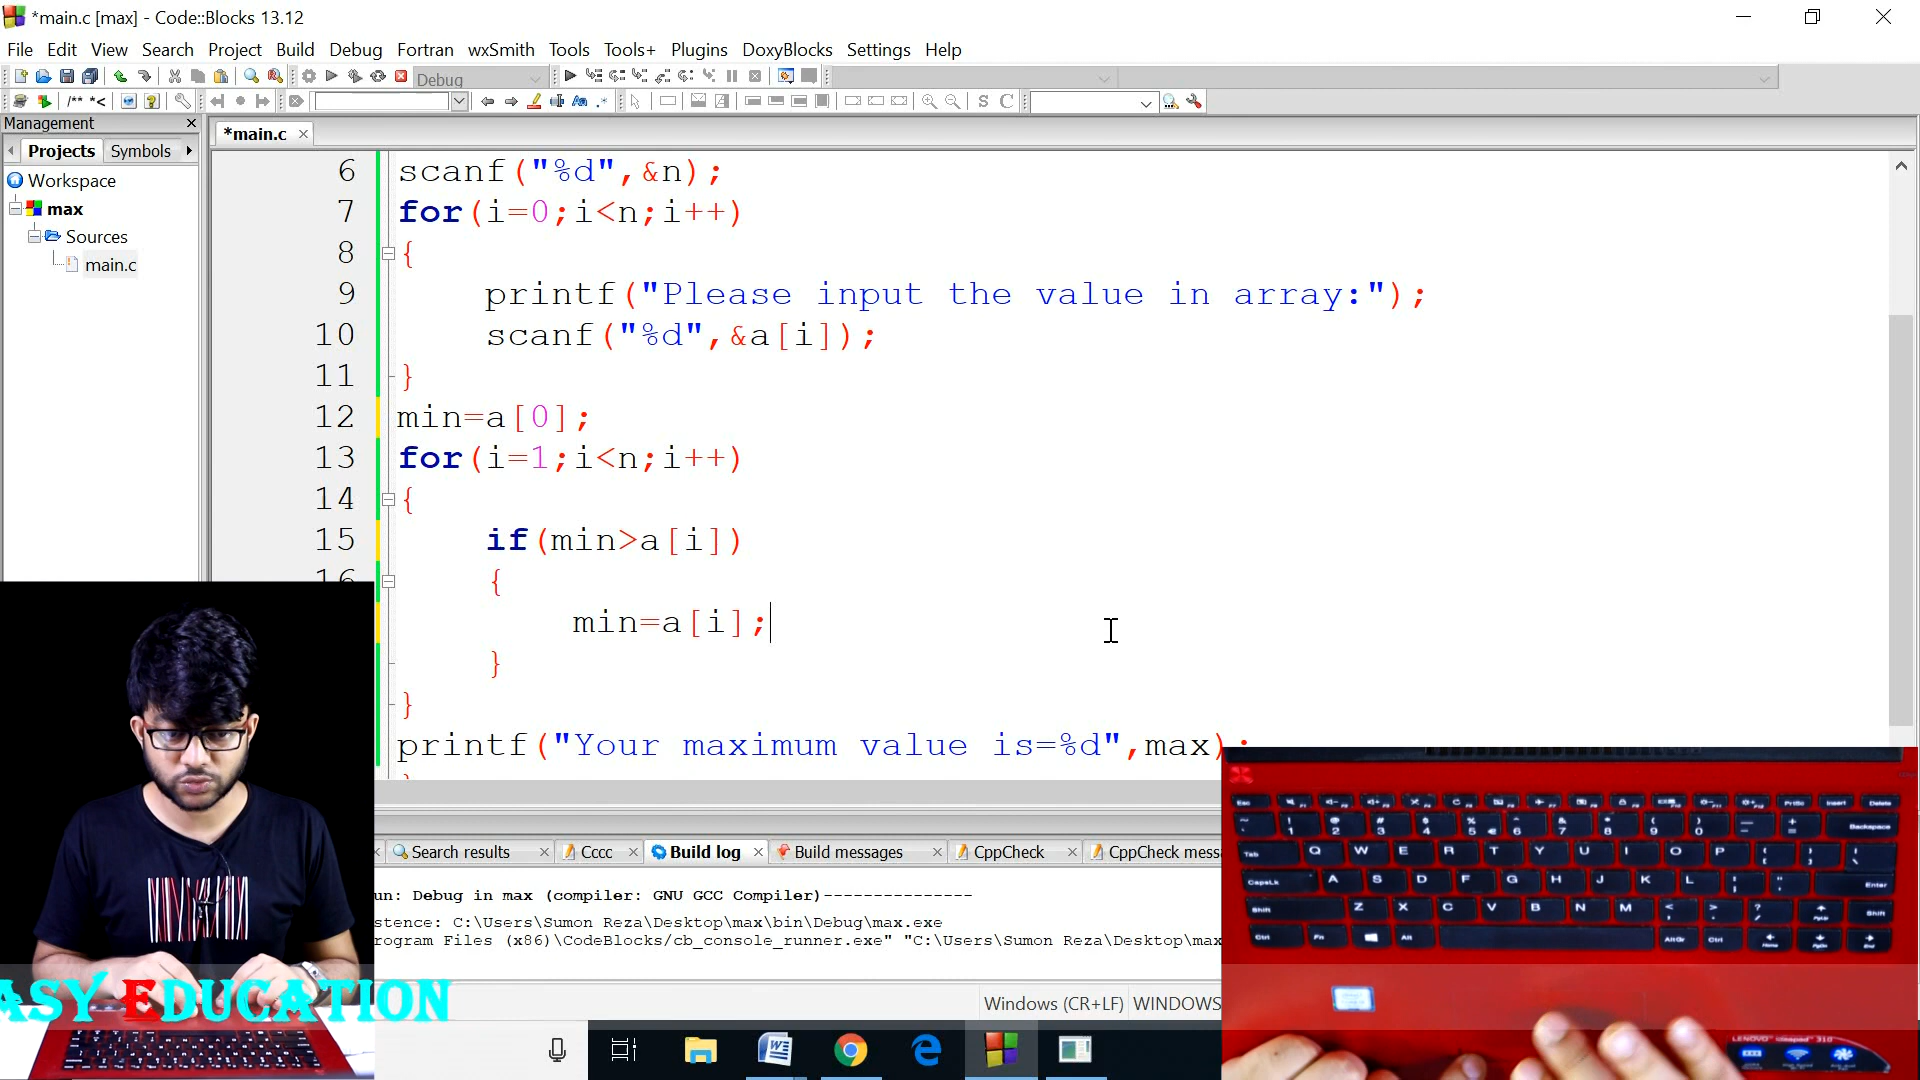 *main.c [max] - Code::Blocks 13.12
File Edit View Search Project Build Debug Fortran wxSmith Tools Tools+ Plugins DoxyBlocks Settings Help
Debug
/** *<
S C
Management
*main.c
Projects Symbols
Workspace
max
Sources
main.c
6 scanf("%d",&n);
7 for(i=0;i<n;i++)
8 {
9 printf("Please input the value in array:");
10 scanf("%d",&a[i]);
11 }
12 min=a[0];
13 for(i=1;i<n;i++)
14 {
15 if(min>a[i])
16 {
min=a[i];
}
}
printf("Your maximum value is=%d",max);
Search results Cccc Build log Build messages CppCheck CppCheck messa
un: Debug in max (compiler: GNU GCC Compiler)---------------
stence: C:\Users\Sumon Reza\Desktop\max\bin\Debug\max.exe
rogram Files (x86)\CodeBlocks/cb_console_runner.exe" "C:\Users\Sumon Reza\Desktop\max
Windows (CR+LF) WINDOWS
ASY EDUCATION
Q W E R T Y U I O P
A S D F G H J K L
Z X C V B N M